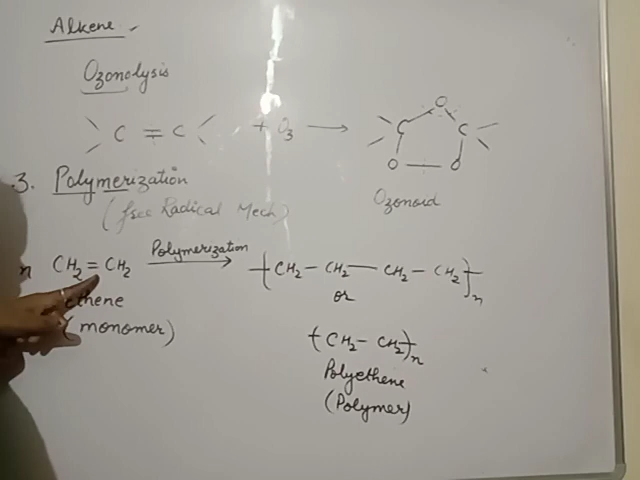 Alkene -
Ozonolysis
C = C + O3 ⟶
O
C C
O — O
Ozonoid
3. Polymerization
(free Radical Mech)
n CH2 = CH2 Polymerization ⟶ -(CH2 - CH2 — CH2 - CH2)-n
ethene or
(monomer)
-(CH2 - CH2)-n
Polyethene
(Polymer)